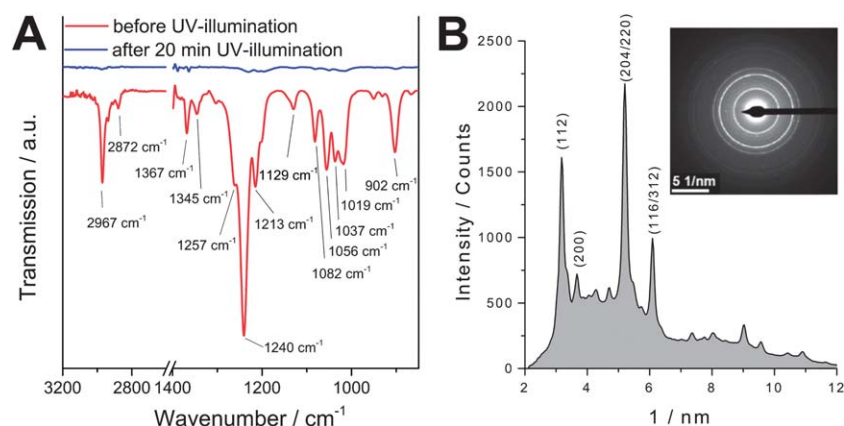 A
before UV-illumination
after 20 min UV-illumination
Transmission / a.u.
2872 cm-1
2967 cm-1
1367 cm-1
1345 cm-1
1257 cm-1
1240 cm-1
1213 cm-1
1129 cm-1
1082 cm-1
1056 cm-1
1037 cm-1
1019 cm-1
902 cm-1
3200 2800 1400 1200 1000
Wavenumber / cm-1
B
Intensity / Counts
2500
2000
1500
1000
500
0
(112)
(200)
(204/220)
(116/312)
5 1/nm
2 4 6 8 10 12
1 / nm